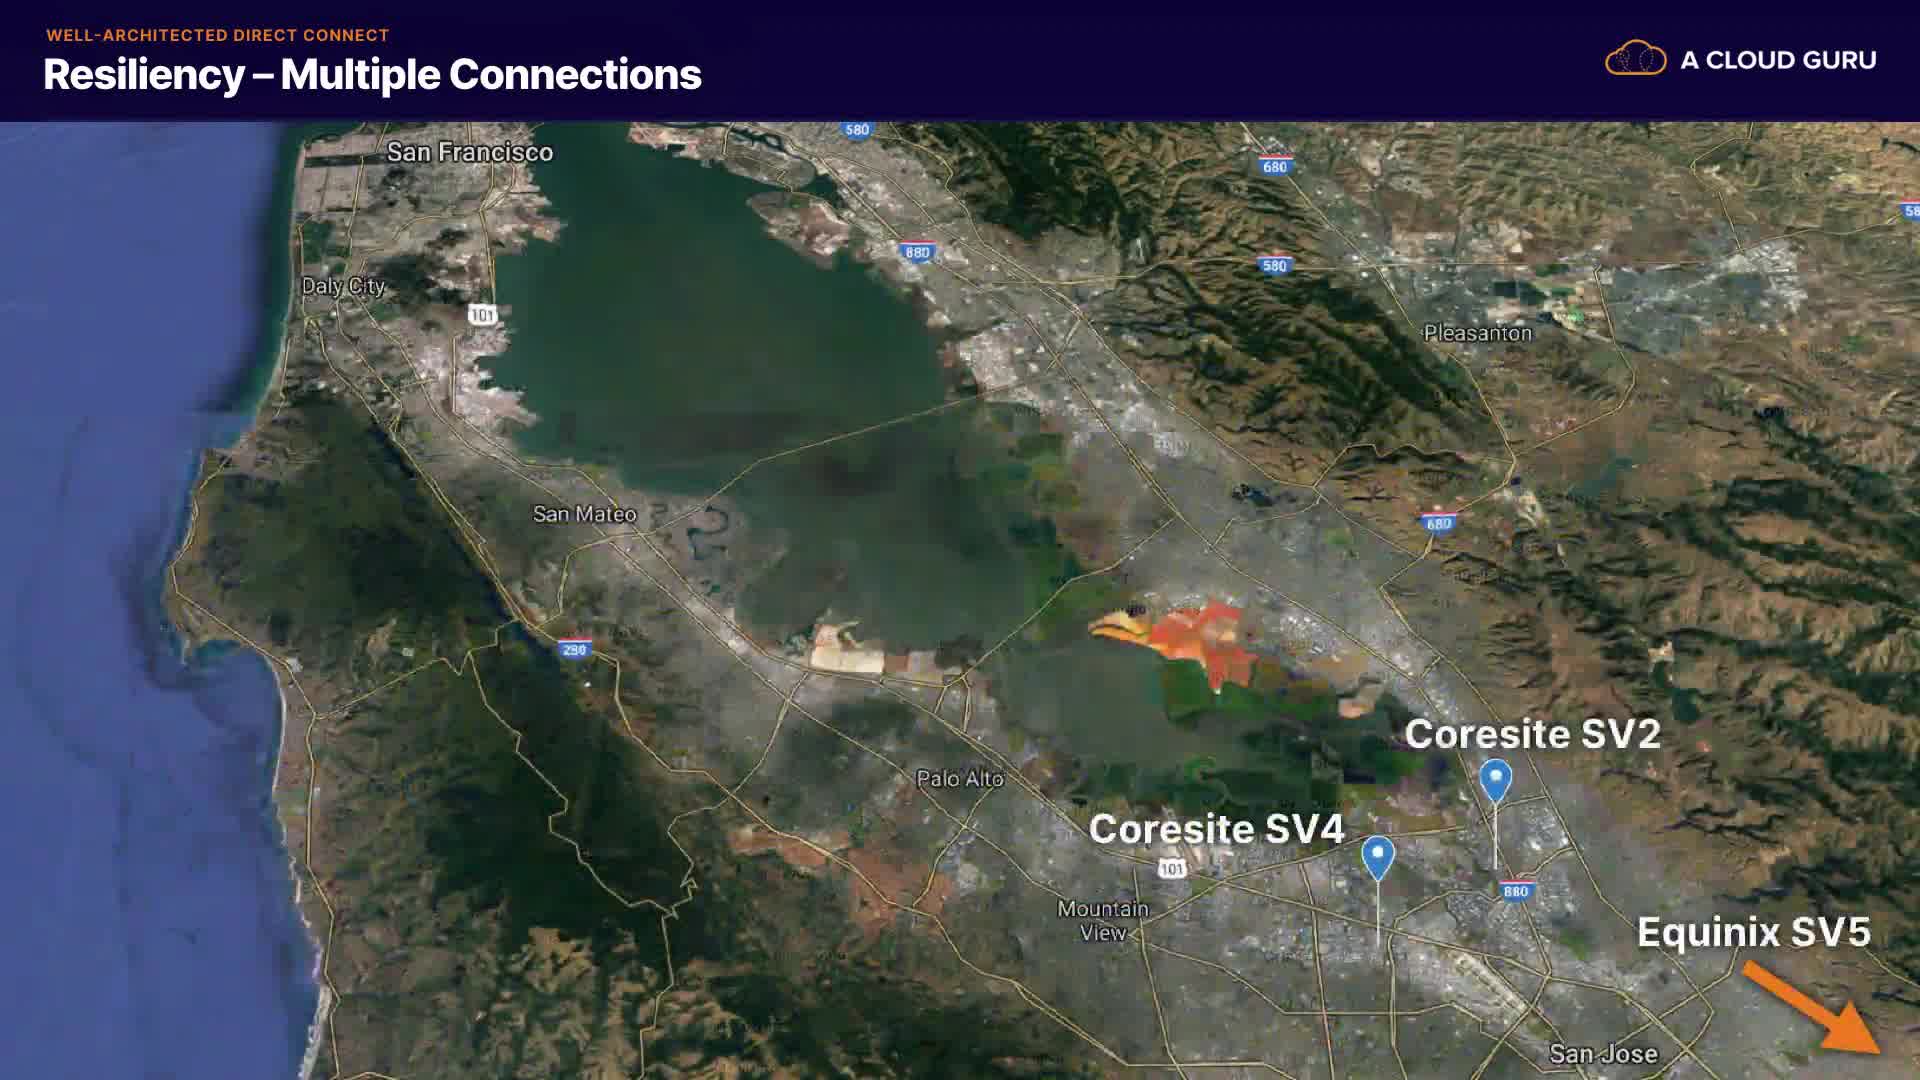 WELL-ARCHITECTED DIRECT CONNECT
Resiliency – Multiple Connections
A CLOUD GURU
580
San Francisco
680
58
880
580
Daly City
101
Pleasanton
San Mateo
680
280
Coresite SV2
Palo Alto
Coresite SV4
101
880
Mountain
View
Equinix SV5
San Jose